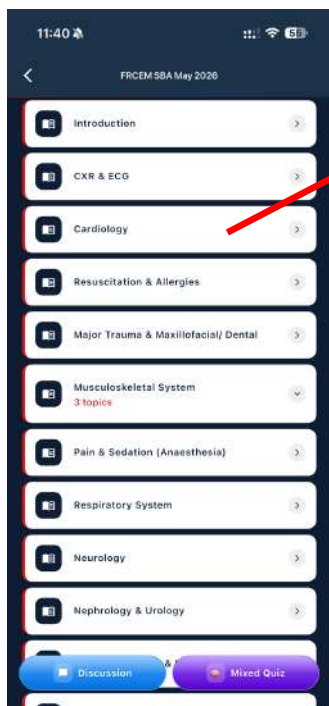 11:40
FRCEM SBA May 2026
Introduction
CXR & ECG
Cardiology
Resuscitation & Allergies
Major Trauma & Maxillofacial/ Dental
Musculoskeletal System
3 topics
Pain & Sedation (Anaesthesia)
Respiratory System
Neurology
Nephrology & Urology
&
Discussion
Mixed Quiz